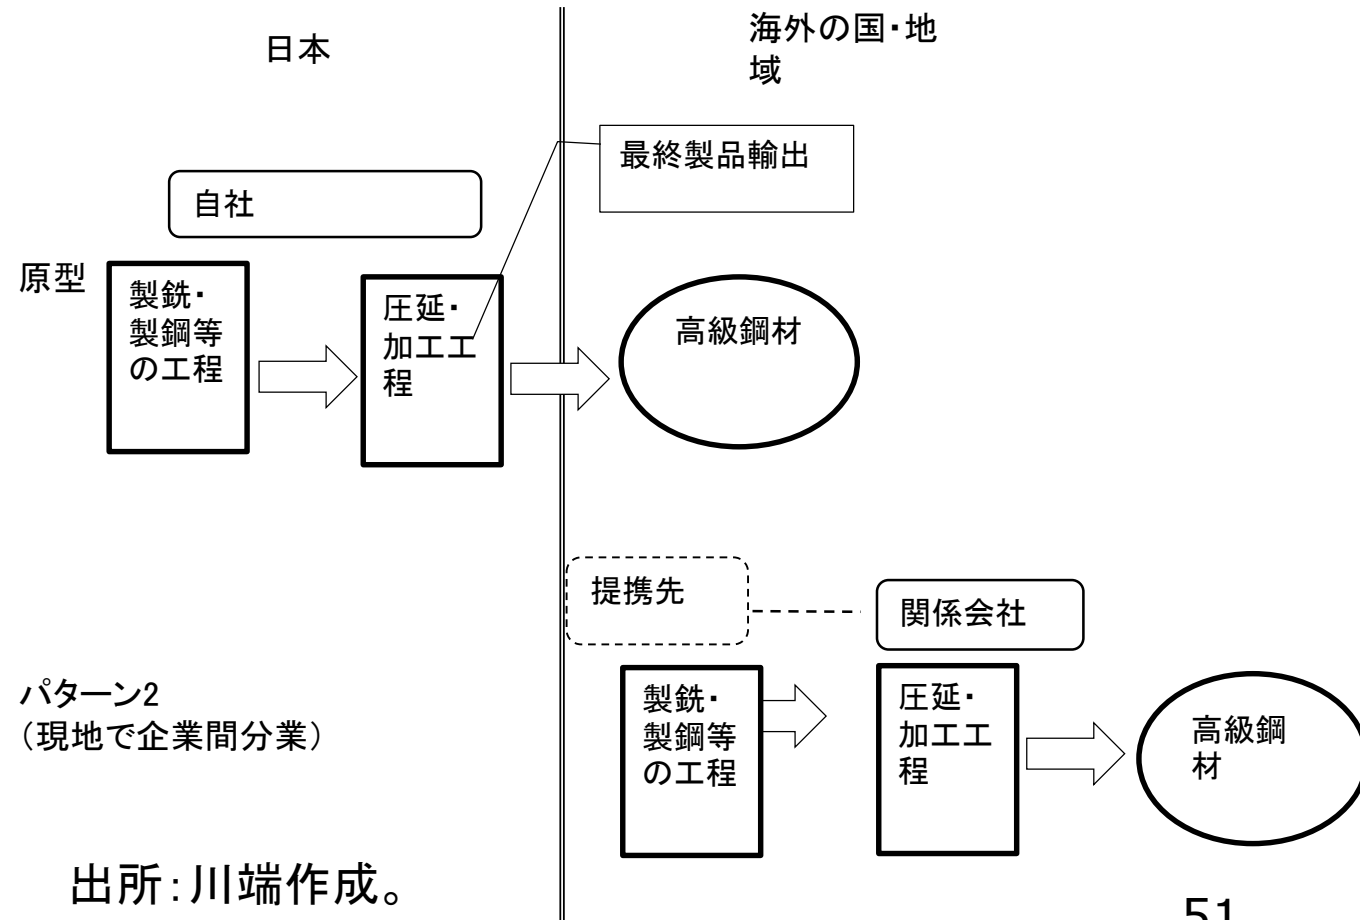 日本
海外の国・地
域
最終製品輸出
自社
原型
製銑・
製鋼等
の工程
圧延・
加工工
程
高級鋼材
提携先
関係会社
パターン2
（現地で企業間分業）
製銑・
製鋼等
の工程
圧延・
加工工
程
高級鋼
材
出所：川端作成。
51